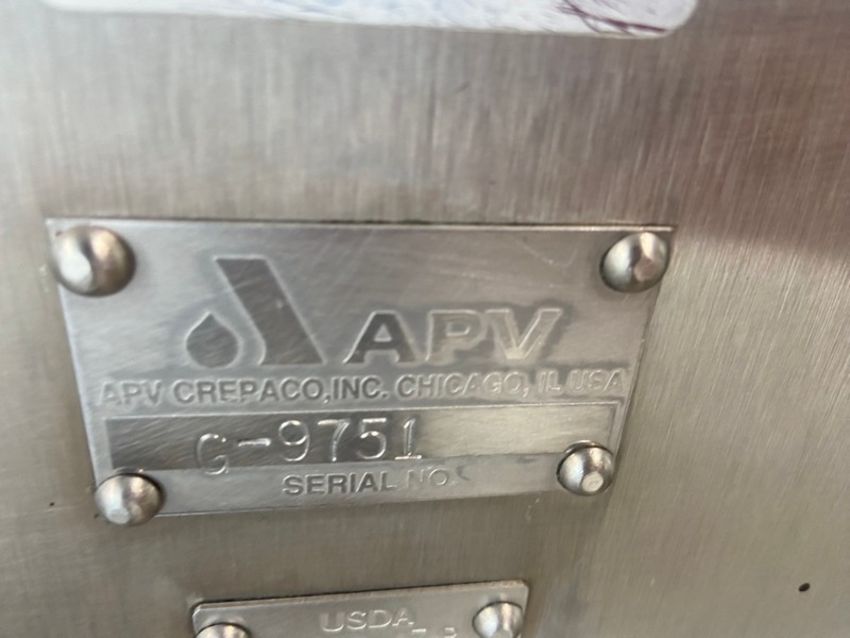 APV
APV CREPACO, INC. CHICAGO, IL USA
G-9751
SERIAL NO.
USDA